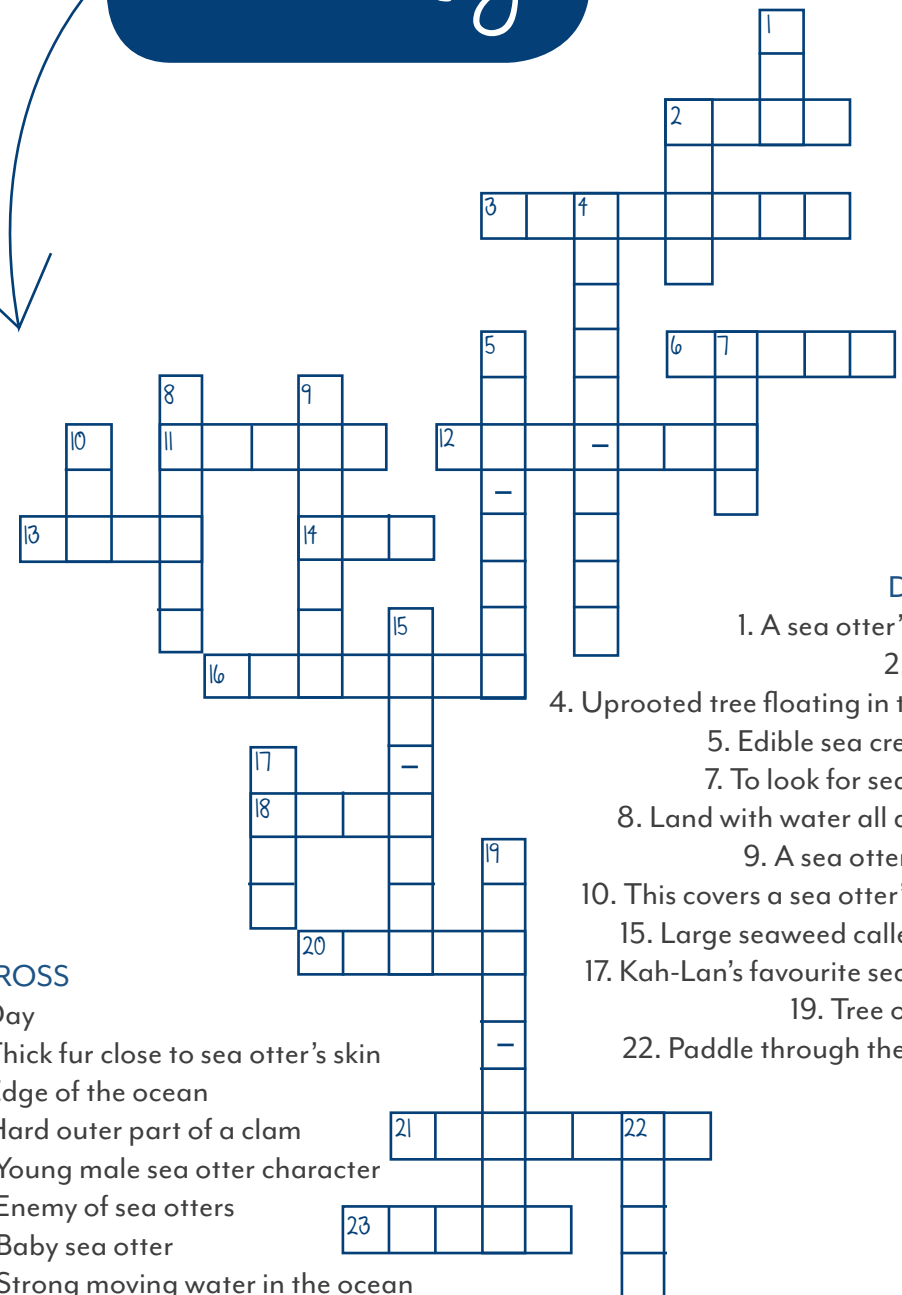 1
2
3 4
5 6 7
8 9
10 11 12 –
–
13 14
15
16
17 –
18
19
20
–
21 22
23
D
1. A sea otter’
2
4. Uprooted tree floating in t
5. Edible sea cre
7. To look for sea
8. Land with water all
9. A sea otter
10. This covers a sea otter’
15. Large seaweed calle
17. Kah-Lan’s favourite sea
19. Tree
22. Paddle through the
ROSS
Day
Thick fur close to sea otter’s skin
Edge of the ocean
Hard outer part of a clam
Young male sea otter character
Enemy of sea otters
Baby sea otter
Strong moving water in the ocean